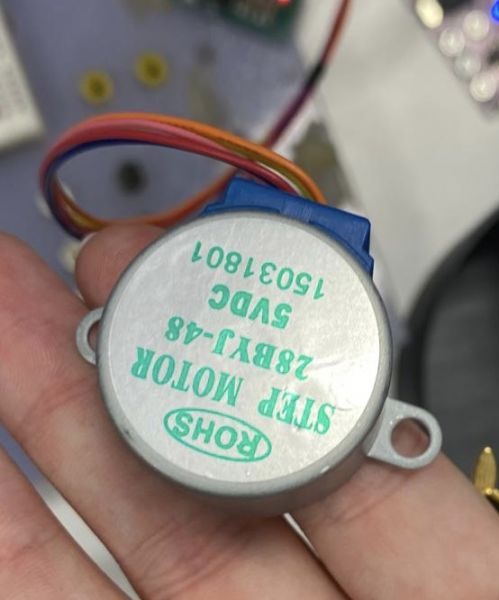 ROHS
STEP MOTOR
28BYJ-48
5VDC
15031801